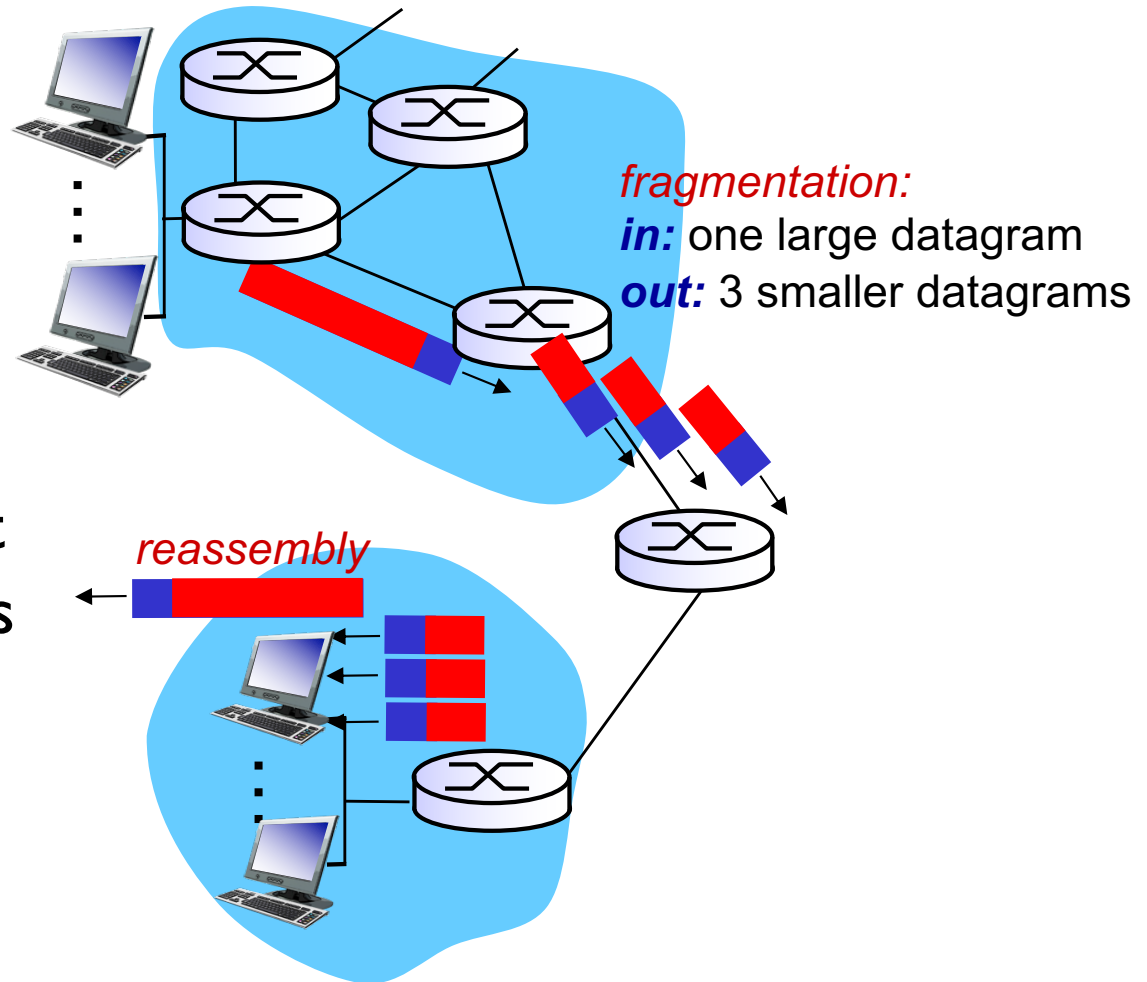 fragmentation:
in: one large datagram
out: 3 smaller datagrams
reassembly